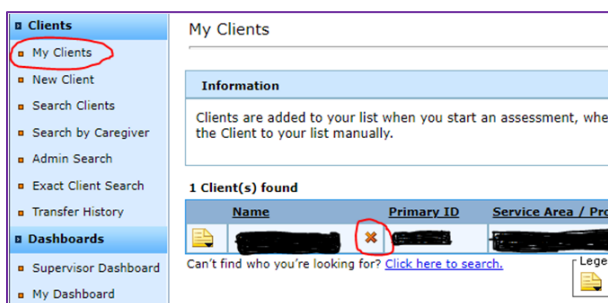 Clients
My Clients
New Client
Search Clients
Search by Caregiver
Admin Search
Exact Client Search
Transfer History
Dashboards
Supervisor Dashboard
My Dashboard
My Clients
Information
Clients are added to your list when you start an assessment, whe
the Client to your list manually.
1 Client(s) found
Name Primary ID Service Area / Pro
Can't find who you're looking for? Click here to search.
Lege